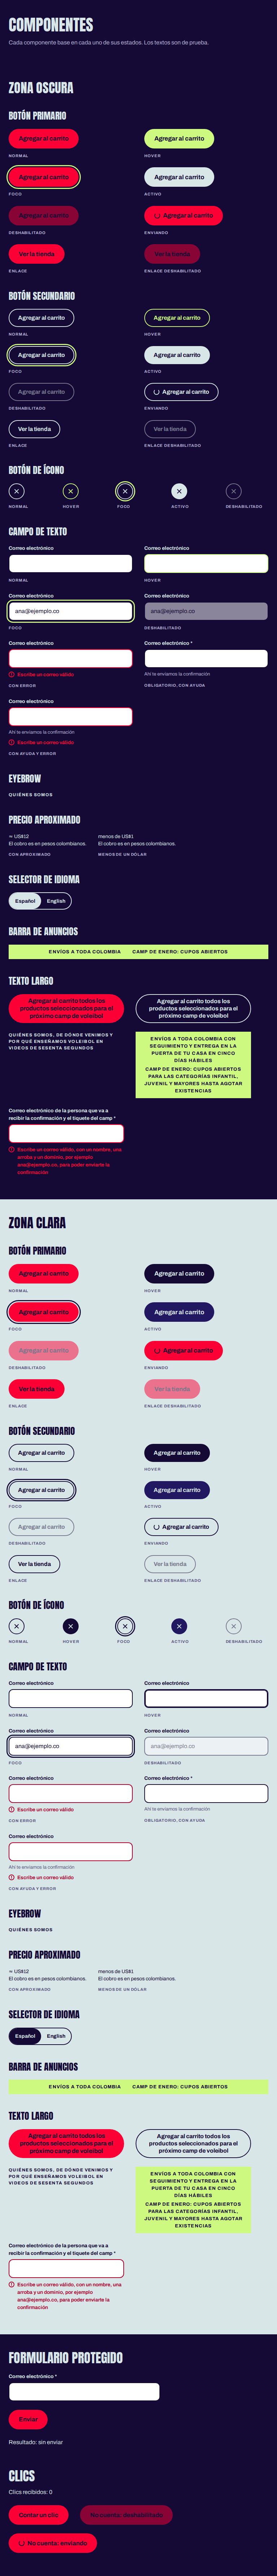 COMPONENTES
Cada componente base en cada uno de sus estados. Los textos son de prueba.
ZONA OSCURA
BOTÓN PRIMARIO
Agregar al carrito
Agregar al carrito
NORMAL
HOVER
Agregar al carrito
Agregar al carrito
FOCO
ACTIVO
Agregar al carrito
Agregar al carrito
DESHABILITADO
ENVIANDO
Ver la tienda
Ver la tienda
ENLACE
ENLACE DESHABILITADO
BOTÓN SECUNDARIO
Agregar al carrito
Agregar al carrito
NORMAL
HOVER
Agregar al carrito
Agregar al carrito
FOCO
ACTIVO
Agregar al carrito
Agregar al carrito
DESHABILITADO
ENVIANDO
Ver la tienda
Ver la tienda
ENLACE
ENLACE DESHABILITADO
BOTÓN DE ÍCONO
NORMAL
HOVER
FOCO
ACTIVO
DESHABILITADO
CAMPO DE TEXTO
Correo electrónico
Correo electrónico
NORMAL
HOVER
Correo electrónico
Correo electrónico
ana@ejemplo.co
ana@ejemplo.co
FOCO
DESHABILITADO
Correo electrónico
Correo electrónico *
Escribe un correo válido
Ahí te enviamos la confirmación
CON ERROR
OBLIGATORIO, CON AYUDA
Correo electrónico
Ahí te enviamos la confirmación
Escribe un correo válido
CON AYUDA Y ERROR
EYEBROW
QUIÉNES SOMOS
PRECIO APROXIMADO
≈ US$12
menos de US$1
El cobro es en pesos colombianos.
El cobro es en pesos colombianos.
CON APROXIMADO
MENOS DE UN DÓLAR
SELECTOR DE IDIOMA
Español
English
BARRA DE ANUNCIOS
ENVÍOS A TODA COLOMBIA
CAMP DE ENERO: CUPOS ABIERTOS
TEXTO LARGO
Agregar al carrito todos los
productos seleccionados para el
próximo camp de voleibol
Agregar al carrito todos los
productos seleccionados para el
próximo camp de voleibol
QUIÉNES SOMOS, DE DÓNDE VENIMOS Y
POR QUÉ ENSEÑAMOS VOLEIBOL EN
VIDEOS DE SESENTA SEGUNDOS
ENVÍOS A TODA COLOMBIA CON
SEGUIMIENTO Y ENTREGA EN LA
PUERTA DE TU CASA EN CINCO
DÍAS HÁBILES
CAMP DE ENERO: CUPOS ABIERTOS
PARA LAS CATEGORÍAS INFANTIL,
JUVENIL Y MAYORES HASTA AGOTAR
EXISTENCIAS
Correo electrónico de la persona que va a
recibir la confirmación y el tiquete del camp *
Escribe un correo válido, con un nombre, una
arroba y un dominio, por ejemplo
ana@ejemplo.co, para poder enviarte la
confirmación
ZONA CLARA
BOTÓN PRIMARIO
Agregar al carrito
Agregar al carrito
NORMAL
HOVER
Agregar al carrito
Agregar al carrito
FOCO
ACTIVO
Agregar al carrito
Agregar al carrito
DESHABILITADO
ENVIANDO
Ver la tienda
Ver la tienda
ENLACE
ENLACE DESHABILITADO
BOTÓN SECUNDARIO
Agregar al carrito
Agregar al carrito
NORMAL
HOVER
Agregar al carrito
Agregar al carrito
FOCO
ACTIVO
Agregar al carrito
Agregar al carrito
DESHABILITADO
ENVIANDO
Ver la tienda
Ver la tienda
ENLACE
ENLACE DESHABILITADO
BOTÓN DE ÍCONO
NORMAL
HOVER
FOCO
ACTIVO
DESHABILITADO
CAMPO DE TEXTO
Correo electrónico
Correo electrónico
NORMAL
HOVER
Correo electrónico
Correo electrónico
ana@ejemplo.co
ana@ejemplo.co
FOCO
DESHABILITADO
Correo electrónico
Correo electrónico *
Escribe un correo válido
Ahí te enviamos la confirmación
CON ERROR
OBLIGATORIO, CON AYUDA
Correo electrónico
Ahí te enviamos la confirmación
Escribe un correo válido
CON AYUDA Y ERROR
EYEBROW
QUIÉNES SOMOS
PRECIO APROXIMADO
≈ US$12
menos de US$1
El cobro es en pesos colombianos.
El cobro es en pesos colombianos.
CON APROXIMADO
MENOS DE UN DÓLAR
SELECTOR DE IDIOMA
Español
English
BARRA DE ANUNCIOS
ENVÍOS A TODA COLOMBIA
CAMP DE ENERO: CUPOS ABIERTOS
TEXTO LARGO
Agregar al carrito todos los
productos seleccionados para el
próximo camp de voleibol
Agregar al carrito todos los
productos seleccionados para el
próximo camp de voleibol
QUIÉNES SOMOS, DE DÓNDE VENIMOS Y
POR QUÉ ENSEÑAMOS VOLEIBOL EN
VIDEOS DE SESENTA SEGUNDOS
ENVÍOS A TODA COLOMBIA CON
SEGUIMIENTO Y ENTREGA EN LA
PUERTA DE TU CASA EN CINCO
DÍAS HÁBILES
CAMP DE ENERO: CUPOS ABIERTOS
PARA LAS CATEGORÍAS INFANTIL,
JUVENIL Y MAYORES HASTA AGOTAR
EXISTENCIAS
Correo electrónico de la persona que va a
recibir la confirmación y el tiquete del camp *
Escribe un correo válido, con un nombre, una
arroba y un dominio, por ejemplo
ana@ejemplo.co, para poder enviarte la
confirmación
FORMULARIO PROTEGIDO
Correo electrónico *
Enviar
Resultado: sin enviar
CLICS
Clics recibidos: 0
Contar un clic
No cuenta: deshabilitado
No cuenta: enviando